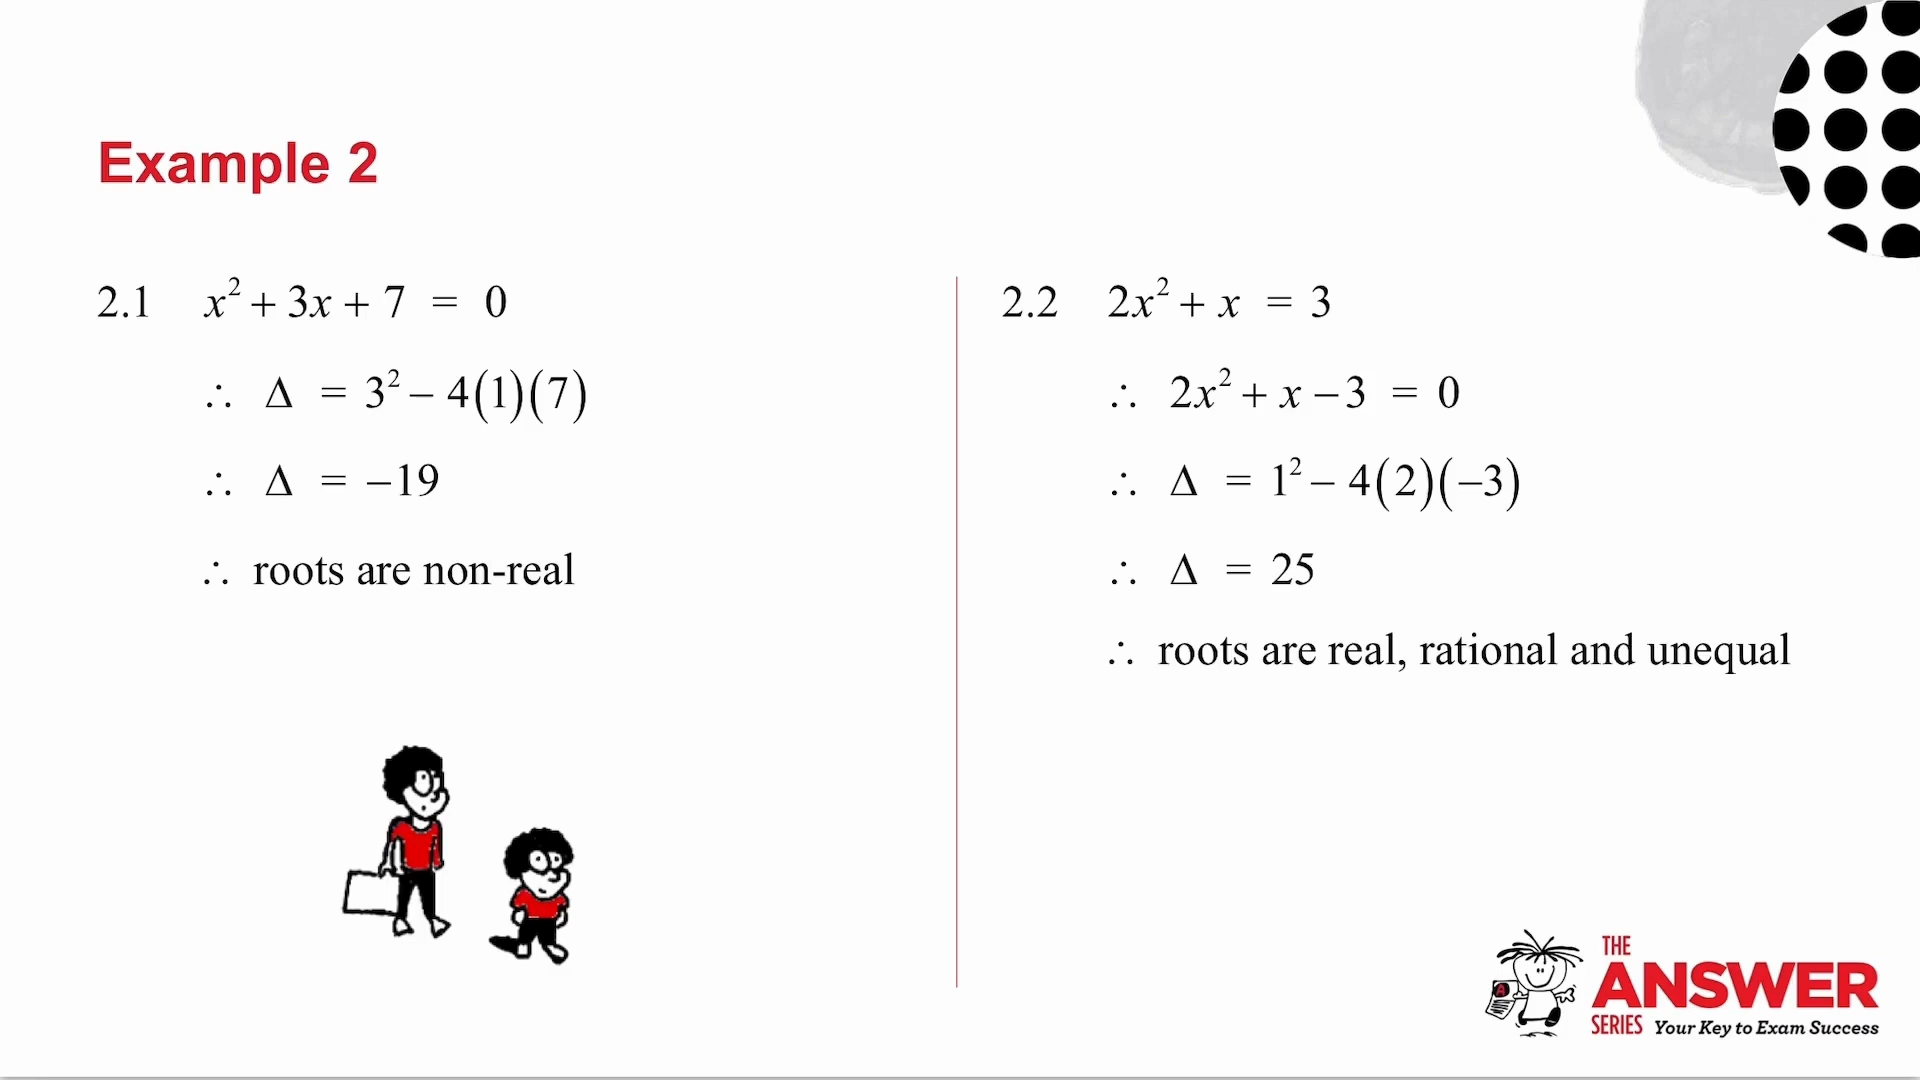 Example 2
2.1 x² + 3x + 7 = 0
∴ Δ = 3² – 4(1)(7)
∴ Δ = –19
∴ roots are non-real
2.2 2x² + x = 3
∴ 2x² + x – 3 = 0
∴ Δ = 1² – 4(2)(–3)
∴ Δ = 25
∴ roots are real, rational and unequal
A
THE
ANSWER
SERIES Your Key to Exam Success